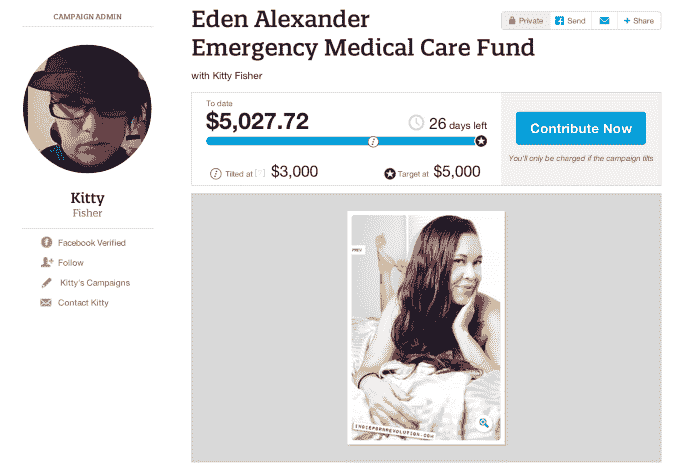 CAMPAIGN ADMIN
Kitty
Fisher
Facebook Verified
Follow
Kitty's Campaigns
Contact Kitty
Eden Alexander
Emergency Medical Care Fund
with Kitty Fisher
Private
Send
+ Share
To date
$5,027.72
26 days left
Tilted at $3,000
Target at $5,000
Contribute Now
You'll only be charged if the campaign tilts
INDIEPORNREVOLUTION.COM